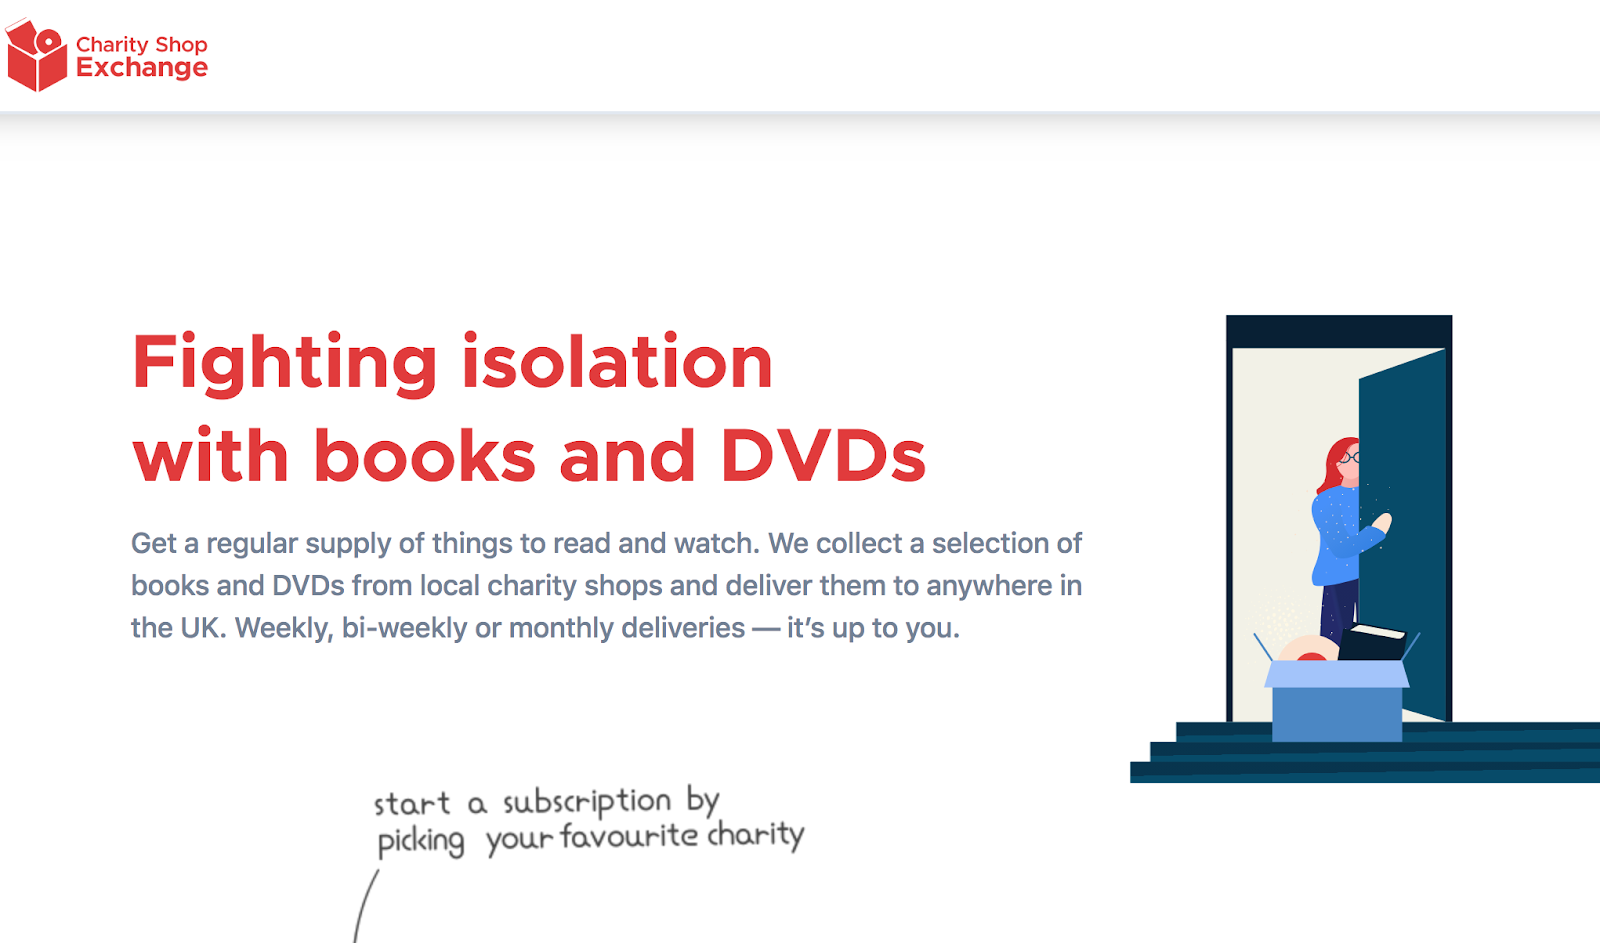 Charity Shop
Exchange
Fighting isolation
with books and DVDs
Get a regular supply of things to read and watch. We collect a selection of
books and DVDs from local charity shops and deliver them to anywhere in
the UK. Weekly, bi-weekly or monthly deliveries — it’s up to you.
start a subscription by
picking your favourite charity